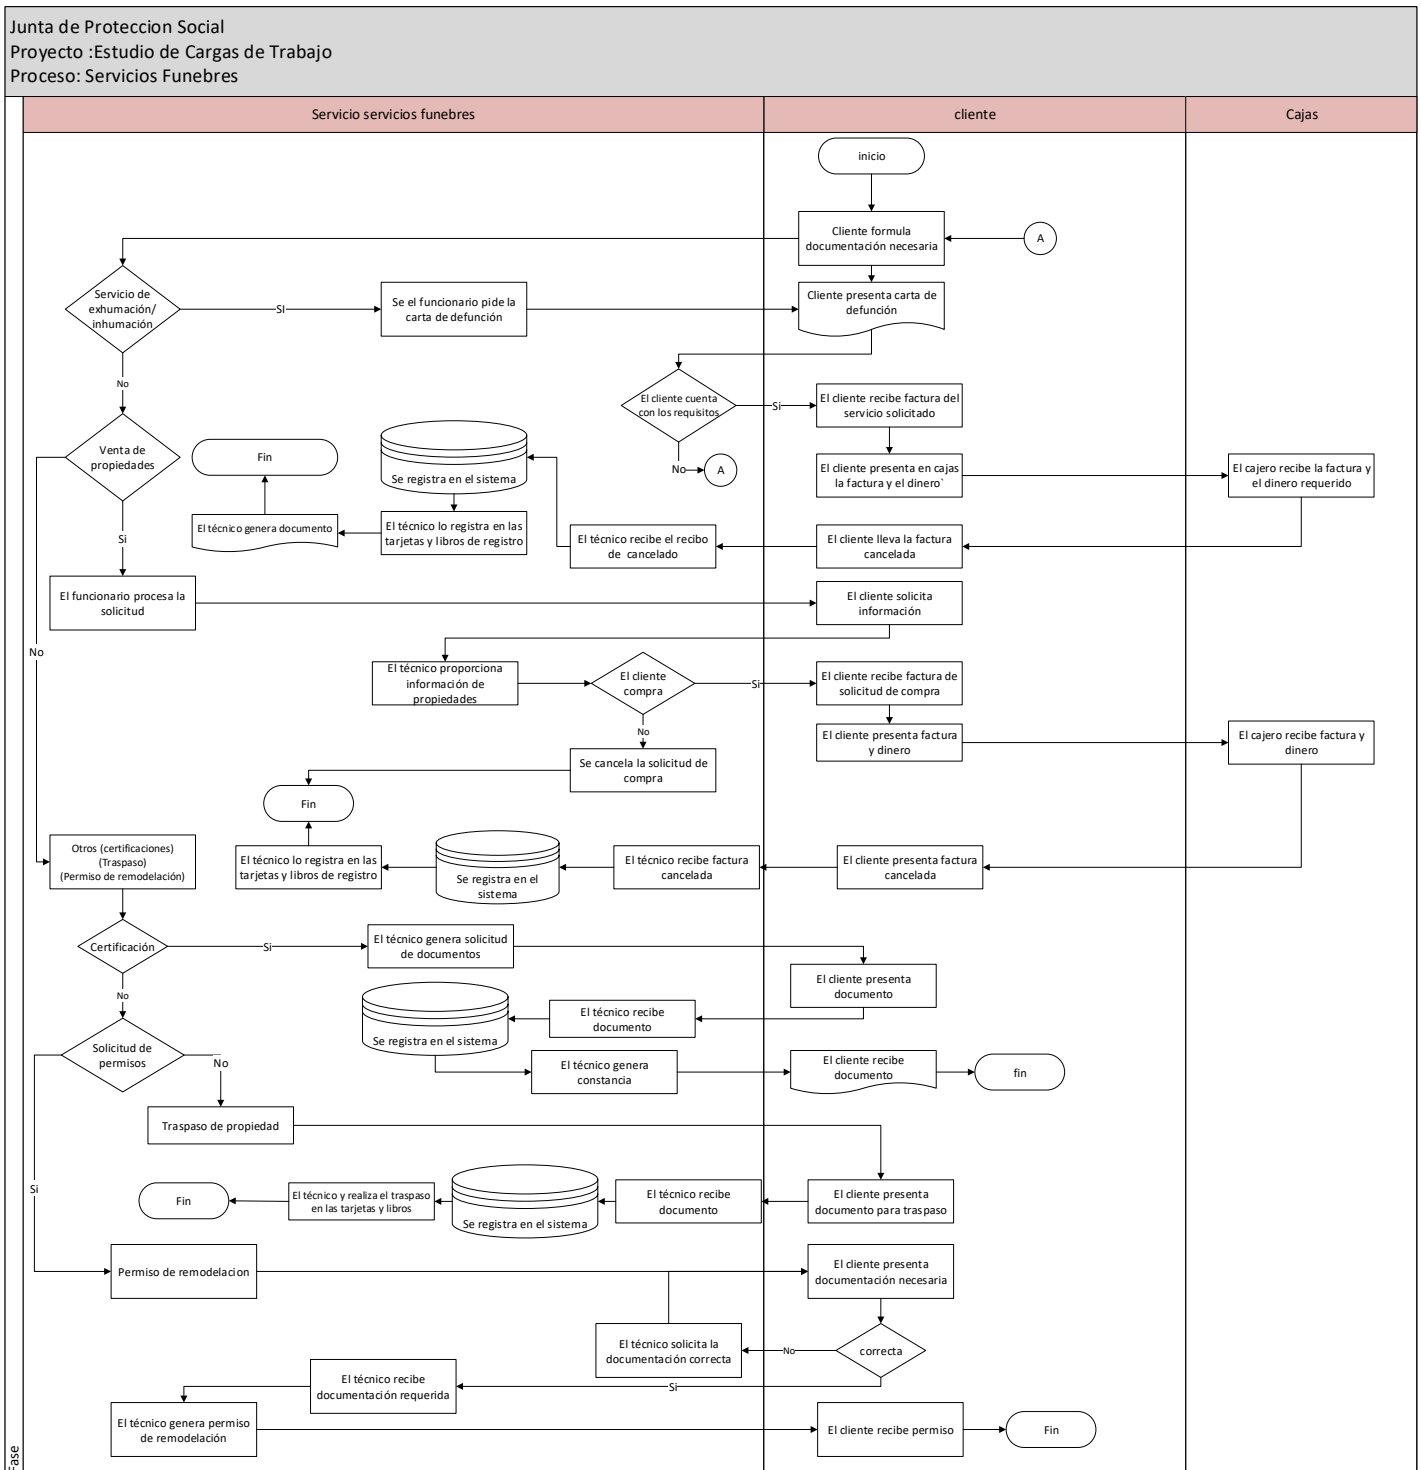 Junta de Proteccion Social
Proyecto :Estudio de Cargas de Trabajo
Proceso: Servicios Funebres
Servicio servicios funebres
cliente
Cajas
inicio
Cliente formula
documentación necesaria
A
Servicio de
exhumación/
inhumación
SI
Se el funcionario pide la
carta de defunción
Cliente presenta carta de
defunción
No
El cliente cuenta
con los requisitos
Si
El cliente recibe factura del
servicio solicitado
No
A
Venta de
propiedades
Fin
Se registra en el sistema
El cliente presenta en cajas
la factura y el dinero`
El cajero recibe la factura y
el dinero requerido
El técnico genera documento
El técnico lo registra en las
tarjetas y libros de registro
El técnico recibe el recibo
de cancelado
El cliente lleva la factura
cancelada
Si
El funcionario procesa la
solicitud
El cliente solicita
información
No
El técnico proporciona
información de
propiedades
El cliente
compra
Si
El cliente recibe factura de
solicitud de compra
No
El cliente presenta factura
y dinero
El cajero recibe factura y
dinero
Se cancela la solicitud de
compra
Fin
Otros (certificaciones)
(Traspaso)
(Permiso de remodelación)
El técnico lo registra en las
tarjetas y libros de registro
Se registra en el
sistema
El técnico recibe factura
cancelada
El cliente presenta factura
cancelada
Certificación
Si
El técnico genera solicitud
de documentos
El cliente presenta
documento
No
El técnico recibe
documento
Se registra en el sistema
Solicitud de
permisos
No
El técnico genera
constancia
El cliente recibe
documento
fin
Traspaso de propiedad
Si
Fin
El técnico y realiza el traspaso
en las tarjetas y libros
Se registra en el sistema
El técnico recibe
documento
El cliente presenta
documento para traspaso
Permiso de remodelacion
El cliente presenta
documentación necesaria
El técnico solicita la
documentación correcta
No
correcta
El técnico recibe
documentación requerida
Si
El técnico genera permiso
de remodelación
El cliente recibe permiso
Fin
Fase